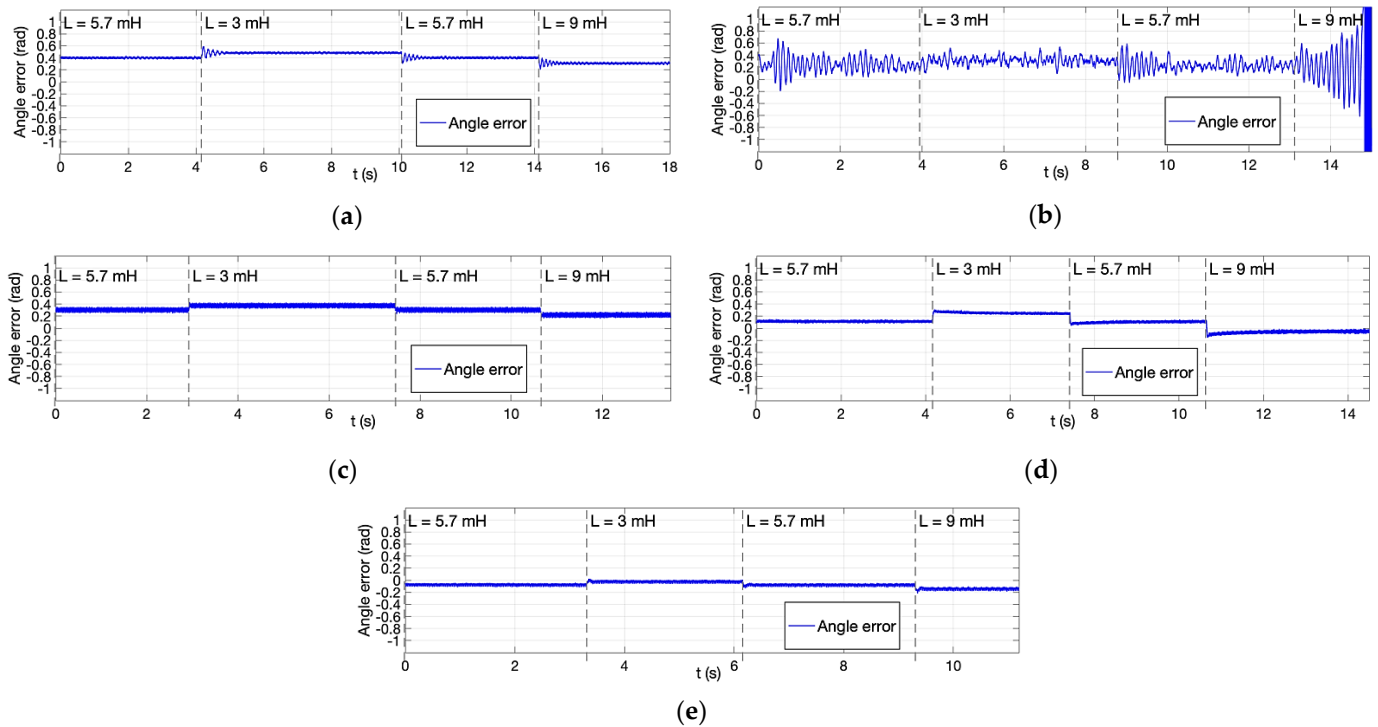 L = 5.7 mH L = 3 mH L = 5.7 mH L = 9 mH
Angle error (rad)
1
0.8
0.6
0.4
0.2
0
-0.2
-0.4
-0.6
-0.8
-1
Angle error
0 2 4 6 8 10 12 14 16 18
t (s)
(a)
L = 5.7 mH L = 3 mH L = 5.7 mH L = 9 mH
Angle error (rad)
1
0.8
0.6
0.4
0.2
0
-0.2
-0.4
-0.6
-0.8
-1
Angle error
0 2 4 6 8 10 12 14
t (s)
(b)
L = 5.7 mH L = 3 mH L = 5.7 mH L = 9 mH
Angle error (rad)
1
0.8
0.6
0.4
0.2
0
-0.2
-0.4
-0.6
-0.8
-1
Angle error
0 2 4 6 8 10 12
t (s)
(c)
L = 5.7 mH L = 3 mH L = 5.7 mH L = 9 mH
Angle error (rad)
1
0.8
0.6
0.4
0.2
0
-0.2
-0.4
-0.6
-0.8
-1
Angle error
0 2 4 6 8 10 12 14
t (s)
(d)
L = 5.7 mH L = 3 mH L = 5.7 mH L = 9 mH
Angle error (rad)
1
0.8
0.6
0.4
0.2
0
-0.2
-0.4
-0.6
-0.8
-1
Angle error
0 2 4 6 8 10
t (s)
(e)